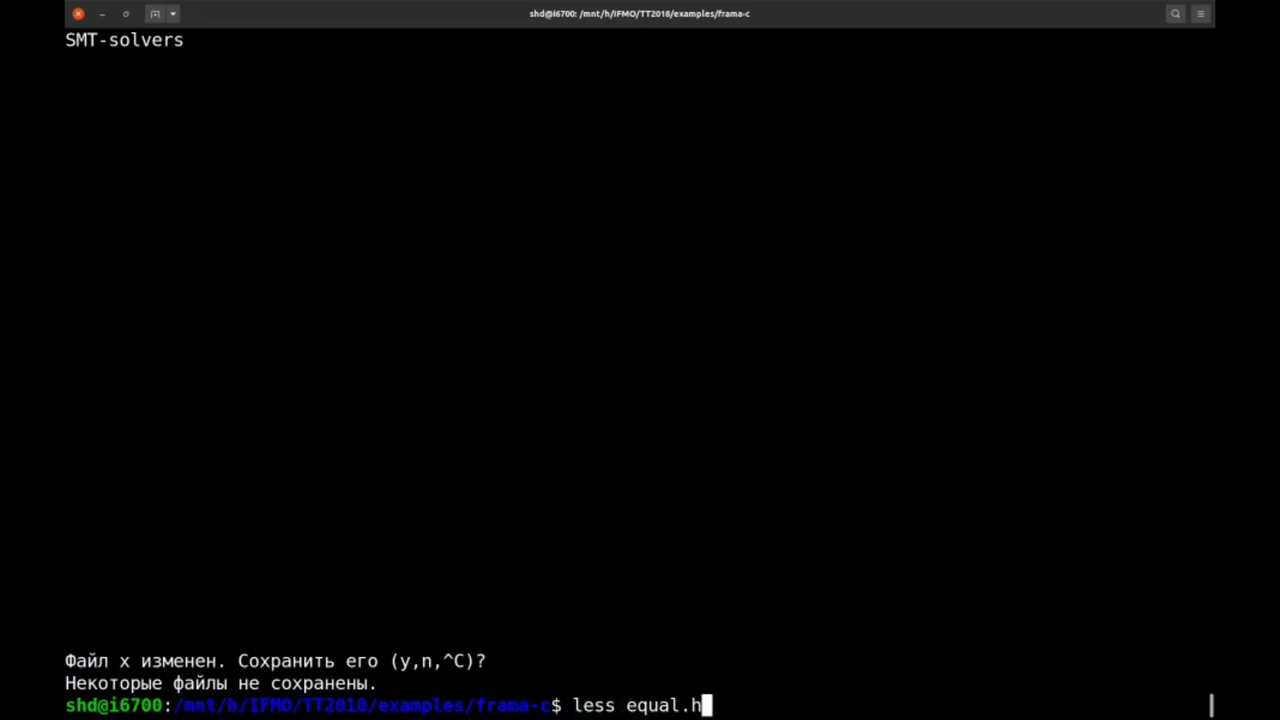 shd@i6700: /mnt/h/IFMO/TT2018/examples/frama-c
SMT-solvers
Файл x изменен. Сохранить его (y,n,^C)?
Некоторые файлы не сохранены.
shd@i6700:/mnt/h/IFMO/TT2018/examples/frama-c$ less equal.h